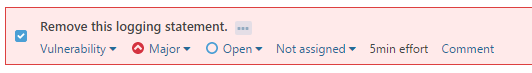 Remove this logging statement. ...
Vulnerability Major Open Not assigned 5min effort Comment